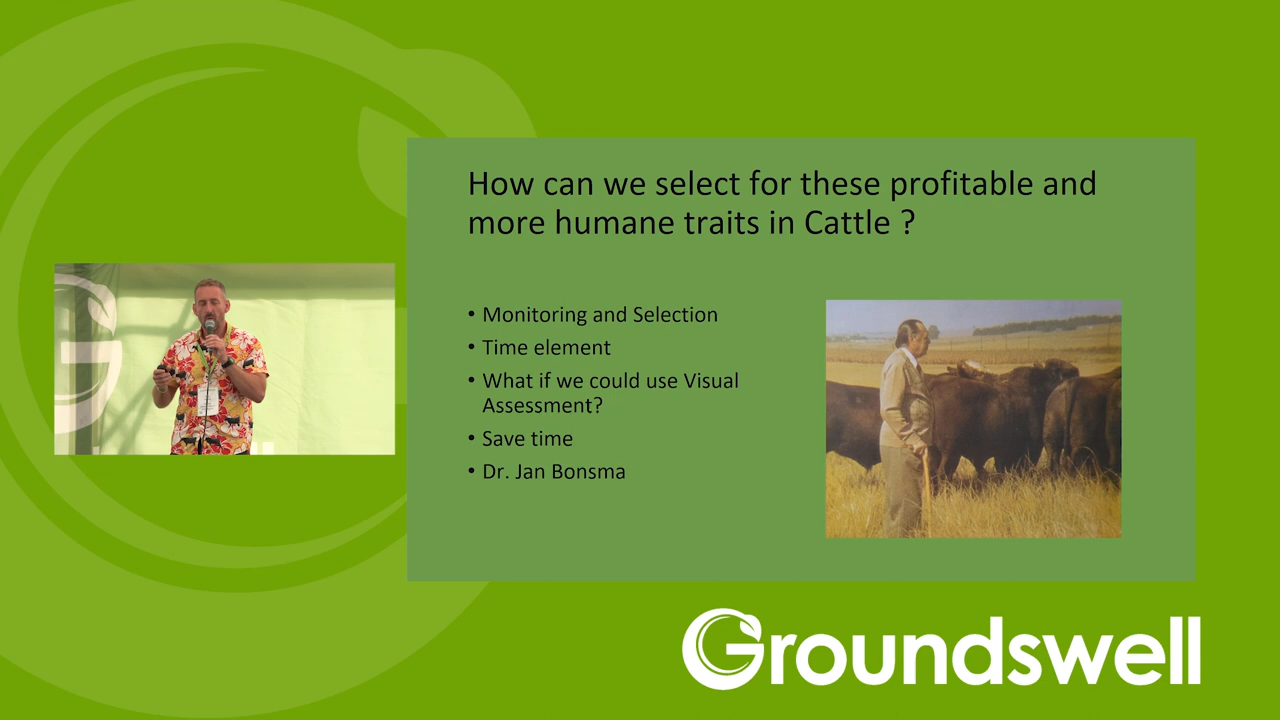 How can we select for these profitable and
more humane traits in Cattle ?
• Monitoring and Selection
• Time element
• What if we could use Visual
Assessment?
• Save time
• Dr. Jan Bonsma
Groundswell